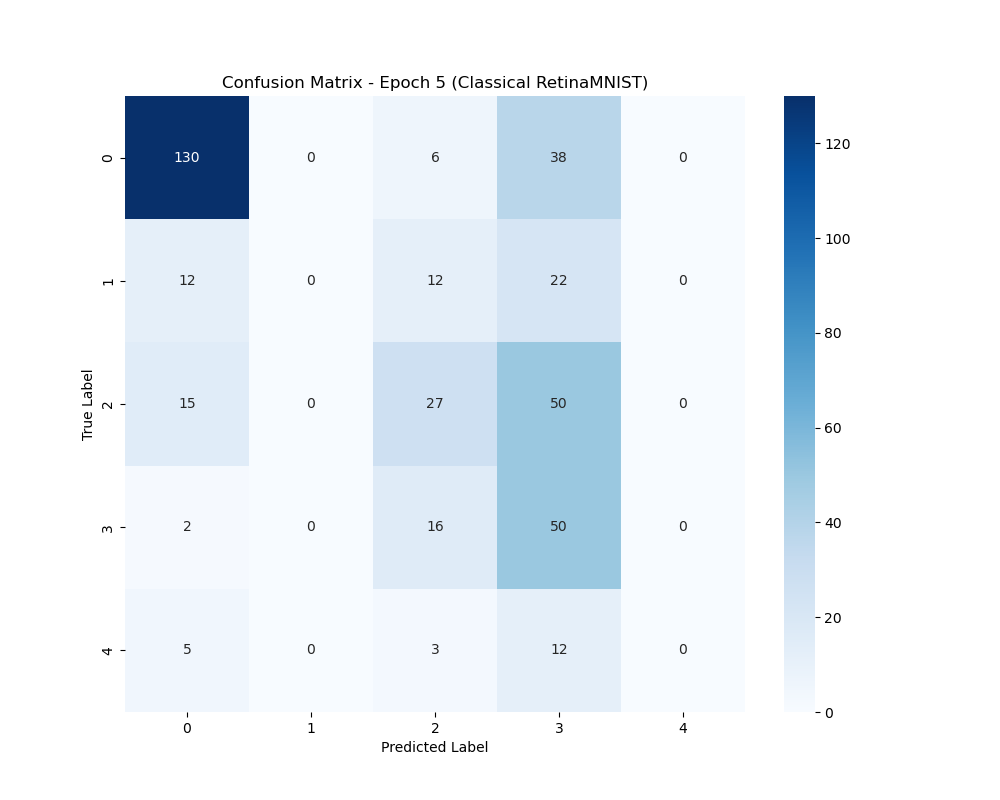 Confusion Matrix - Epoch 5 (Classical RetinaMNIST)
True Label
0 130 0 6 38 0
1 12 0 12 22 0
2 15 0 27 50 0
3 2 0 16 50 0
4 5 0 3 12 0
0 1 2 3 4
Predicted Label
120
100
80
60
40
20
0